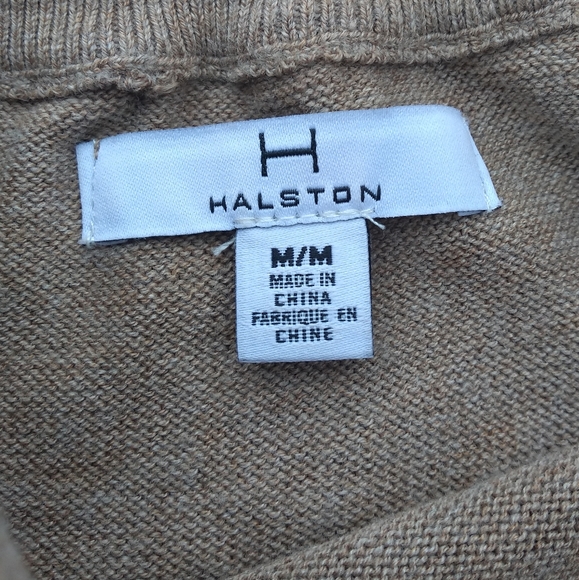 H
HALSTON
M/M
MADE IN
CHINA
FABRIQUE EN
CHINE